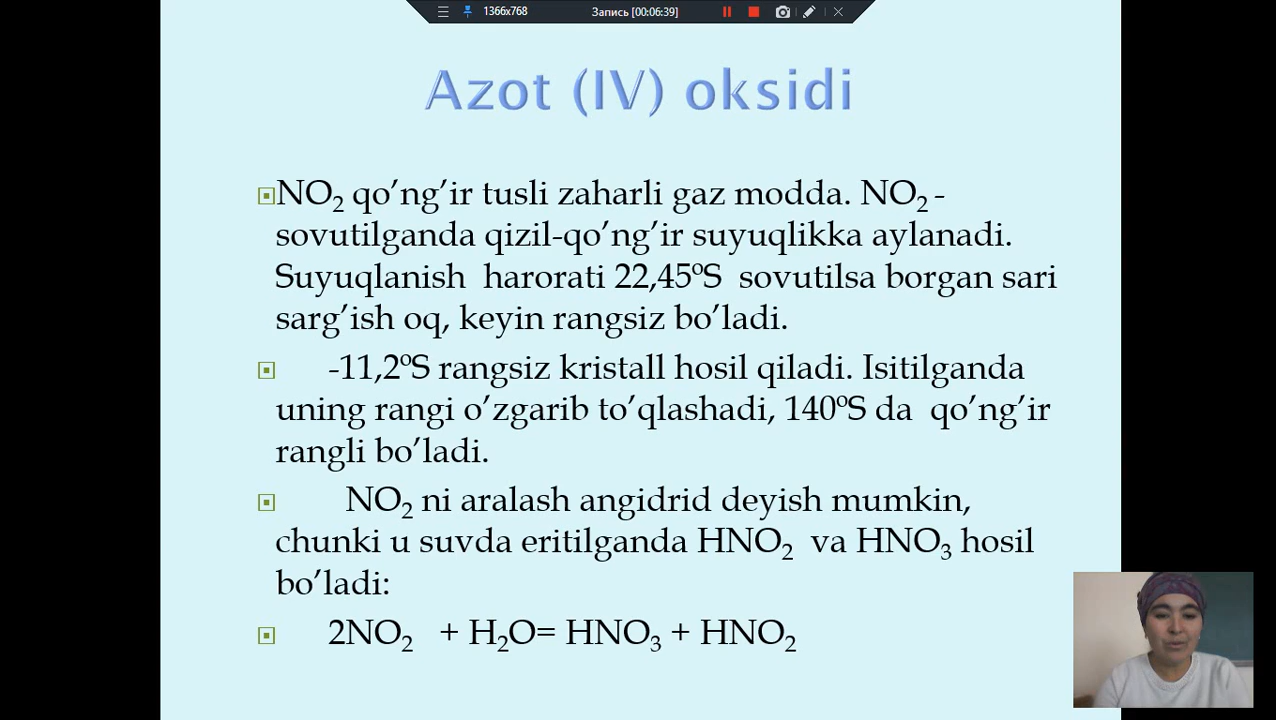 1366x768 Запись [00:06:39]
Azot (IV) oksidi
NO₂ qo’ng’ir tusli zaharli gaz modda. NO₂ -
sovutilganda qizil-qo’ng’ir suyuqlikka aylanadi.
Suyuqlanish harorati 22,45ºS sovutilsa borgan sari
sarg’ish oq, keyin rangsiz bo’ladi.
-11,2ºS rangsiz kristall hosil qiladi. Isitilganda
uning rangi o’zgarib to’qlashadi, 140ºS da qo’ng’ir
rangli bo’ladi.
NO₂ ni aralash angidrid deyish mumkin,
chunki u suvda eritilganda HNO₂ va HNO₃ hosil
bo’ladi:
2NO₂ + H₂O= HNO₃ + HNO₂